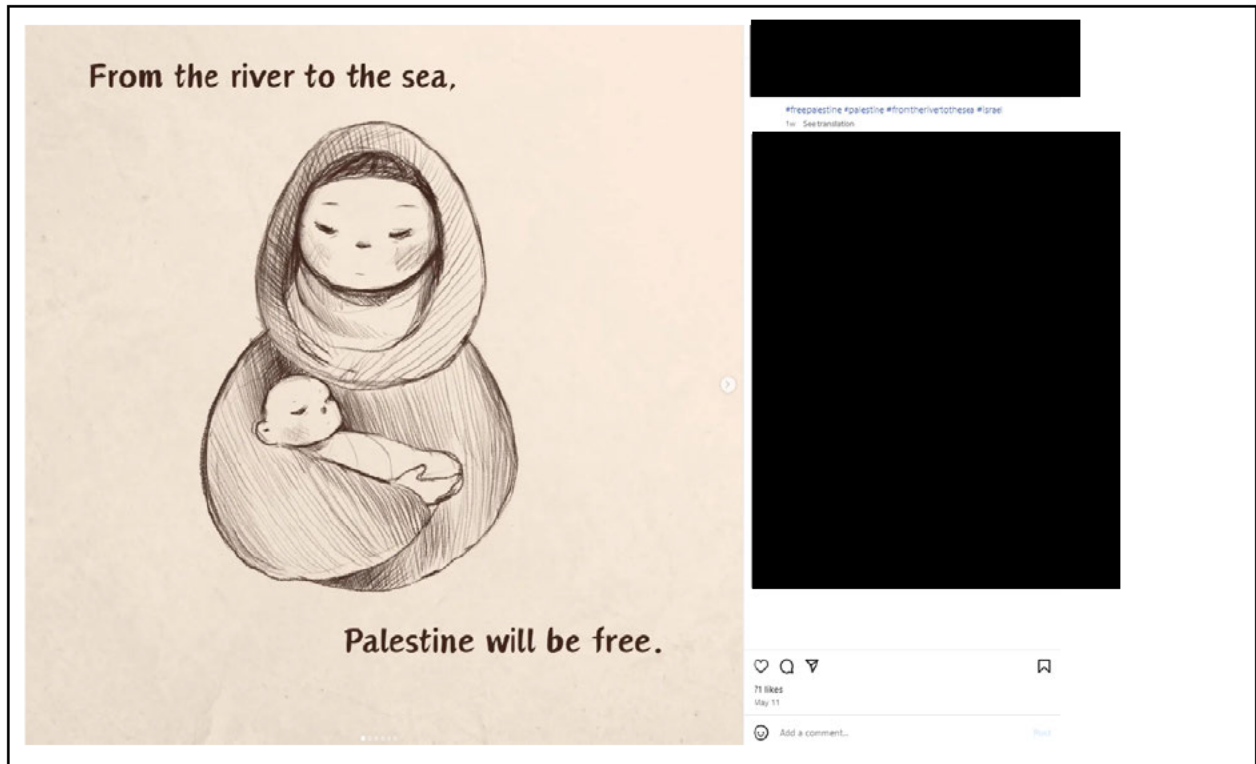 From the river to the sea,
Palestine will be free.
#freepalestine #palestine #fromtherivertothesea #israel
1w See translation
71 likes
May 11
Add a comment...
Post